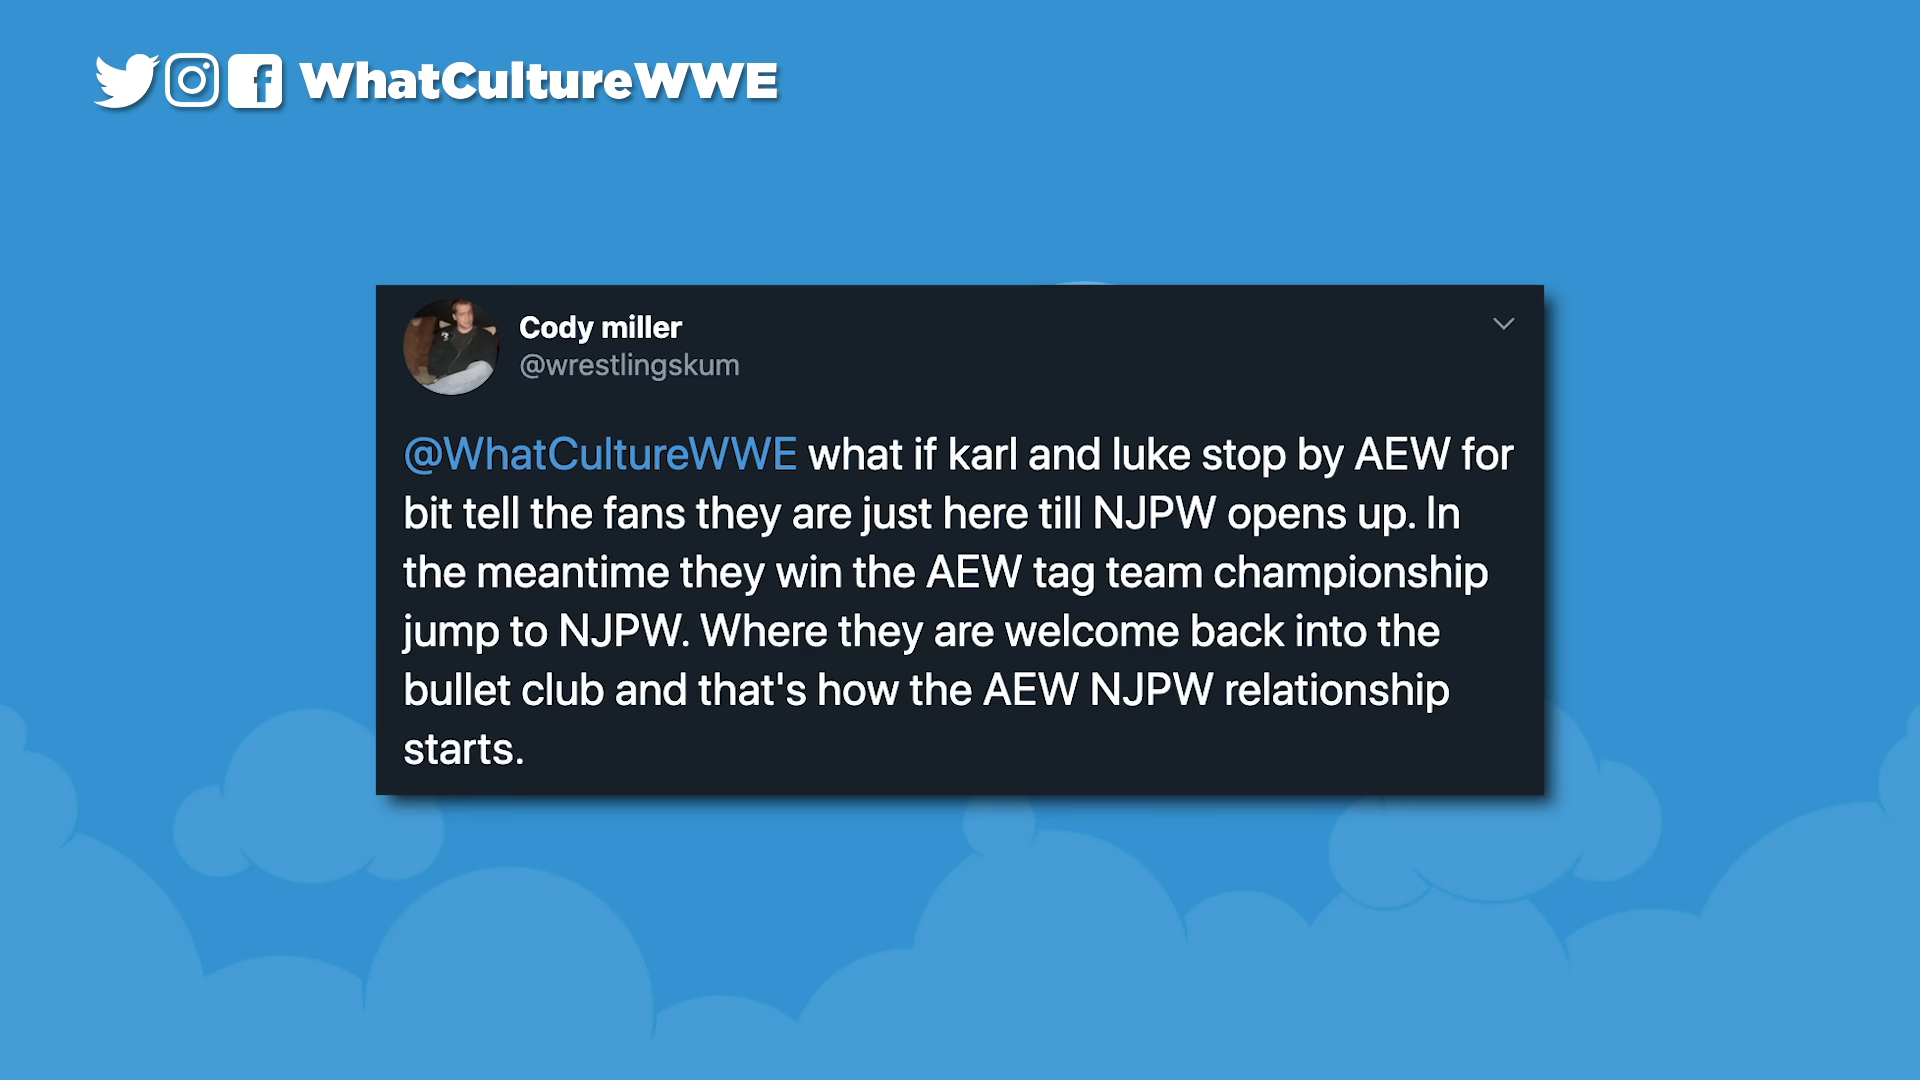 WhatCultureWWE
Cody miller
@wrestlingskum
@WhatCultureWWE what if karl and luke stop by AEW for
bit tell the fans they are just here till NJPW opens up. In
the meantime they win the AEW tag team championship
jump to NJPW. Where they are welcome back into the
bullet club and that's how the AEW NJPW relationship
starts.